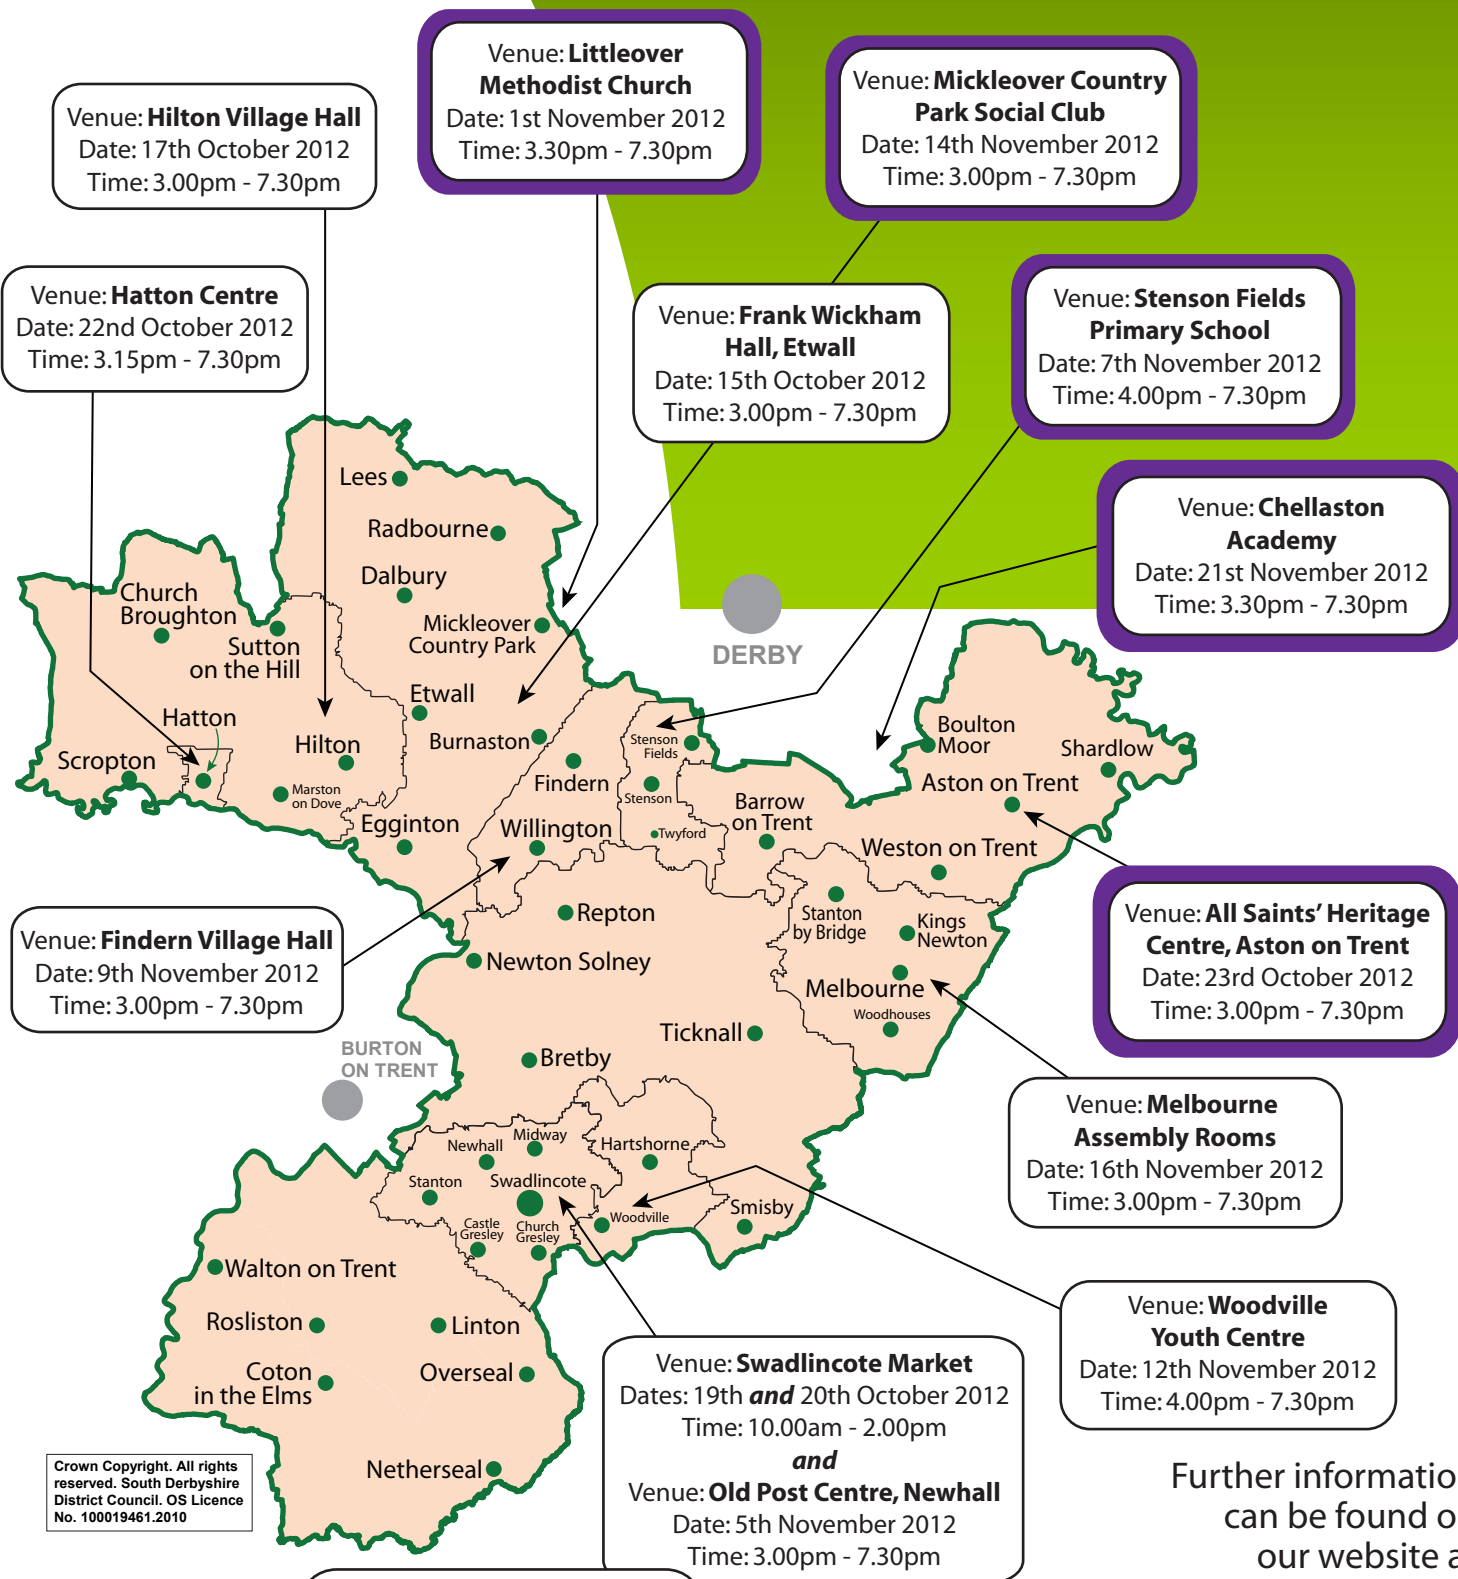 Venue: Littleover
Methodist Church
Date: 1st November 2012
Time: 3.30pm - 7.30pm
Venue: Mickleover Country
Park Social Club
Date: 14th November 2012
Time: 3.00pm - 7.30pm
Venue: Hilton Village Hall
Date: 17th October 2012
Time: 3.00pm - 7.30pm
Venue: Hatton Centre
Date: 22nd October 2012
Time: 3.15pm - 7.30pm
Venue: Frank Wickham
Hall, Etwall
Date: 15th October 2012
Time: 3.00pm - 7.30pm
Venue: Stenson Fields
Primary School
Date: 7th November 2012
Time: 4.00pm - 7.30pm
Venue: Chellaston
Academy
Date: 21st November 2012
Time: 3.30pm - 7.30pm
Lees
Radbourne
Dalbury
Church
Broughton
Sutton
on the Hill
Mickleover
Country Park
DERBY
Etwall
Hatton
Burnaston
Hilton
Scropton
Marston
on Dove
Egginton
Findern
Willington
Stenson
Fields
Stenson
Twyford
Barrow
on Trent
Boulton
Moor
Shardlow
Aston on Trent
Weston on Trent
Venue: All Saints' Heritage
Centre, Aston on Trent
Date: 23rd October 2012
Time: 3.00pm - 7.30pm
Venue: Findern Village Hall
Date: 9th November 2012
Time: 3.00pm - 7.30pm
Repton
Newton Solney
Stanton
by Bridge
Kings
Newton
Melbourne
Woodhouses
Ticknall
BURTON
ON TRENT
Bretby
Venue: Melbourne
Assembly Rooms
Date: 16th November 2012
Time: 3.00pm - 7.30pm
Newhall
Midway
Hartshorne
Stanton
Swadlincote
Castle
Gresley
Church
Gresley
Woodville
Smisby
Walton on Trent
Rosliston
Linton
Coton
in the Elms
Overseal
Netherseal
Venue: Woodville
Youth Centre
Date: 12th November 2012
Time: 4.00pm - 7.30pm
Venue: Swadlincote Market
Dates: 19th and 20th October 2012
Time: 10.00am - 2.00pm
and
Venue: Old Post Centre, Newhall
Date: 5th November 2012
Time: 3.00pm - 7.30pm
Crown Copyright. All rights
reserved. South Derbyshire
District Council. OS Licence
No. 100019461.2010
Further informatio
can be found o
our website a